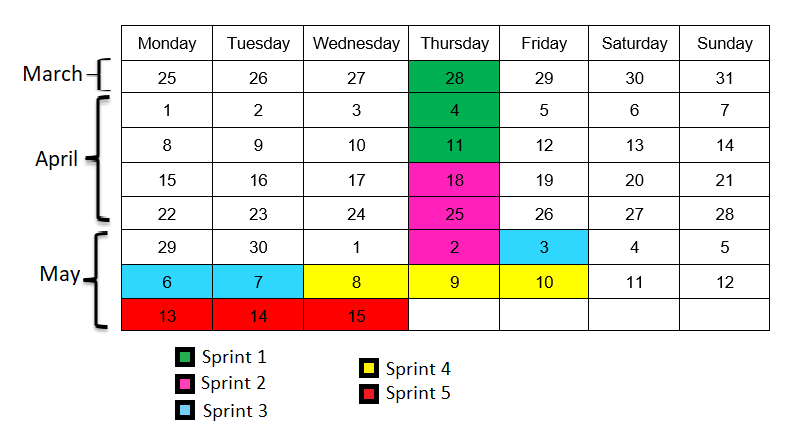 Monday Tuesday Wednesday Thursday Friday Saturday Sunday
March 25 26 27 28 29 30 31
1 2 3 4 5 6 7
April 8 9 10 11 12 13 14
15 16 17 18 19 20 21
22 23 24 25 26 27 28
29 30 1 2 3 4 5
May 6 7 8 9 10 11 12
13 14 15
Sprint 1
Sprint 2
Sprint 3
Sprint 4
Sprint 5